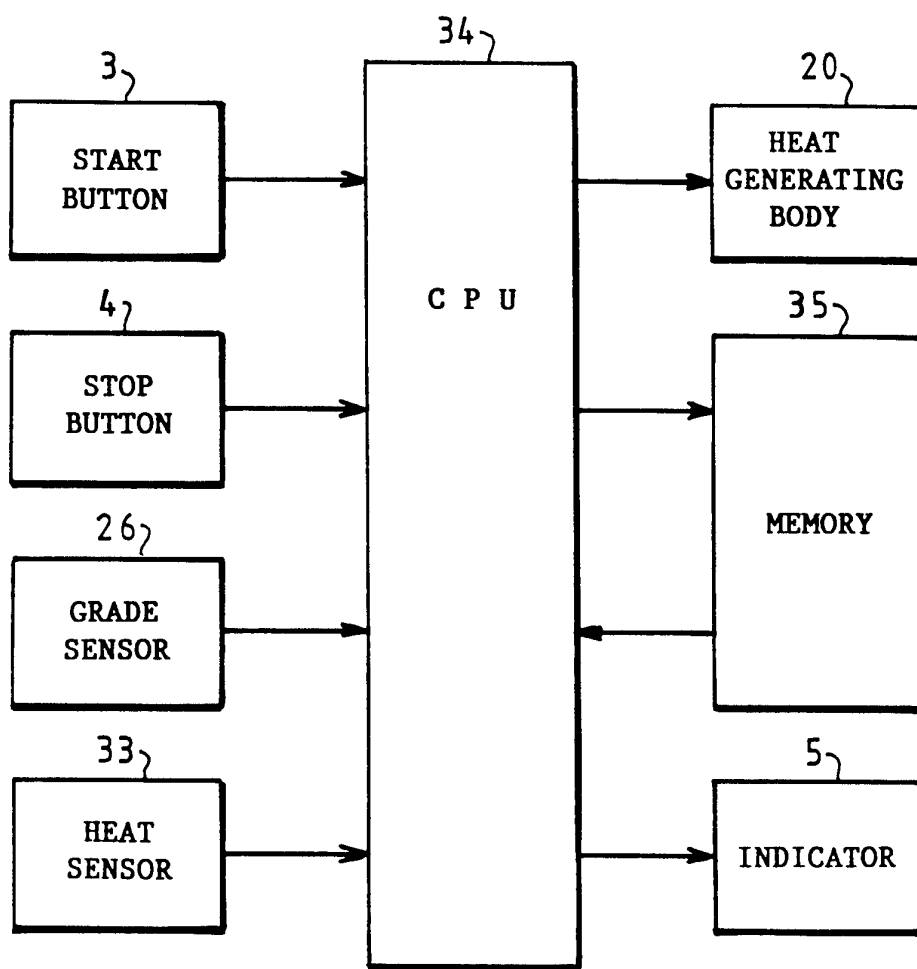 34
3
20
START
BUTTON
HEAT
GENERATING
BODY
C P U
4
35
STOP
BUTTON
MEMORY
26
GRADE
SENSOR
33
5
HEAT
SENSOR
INDICATOR